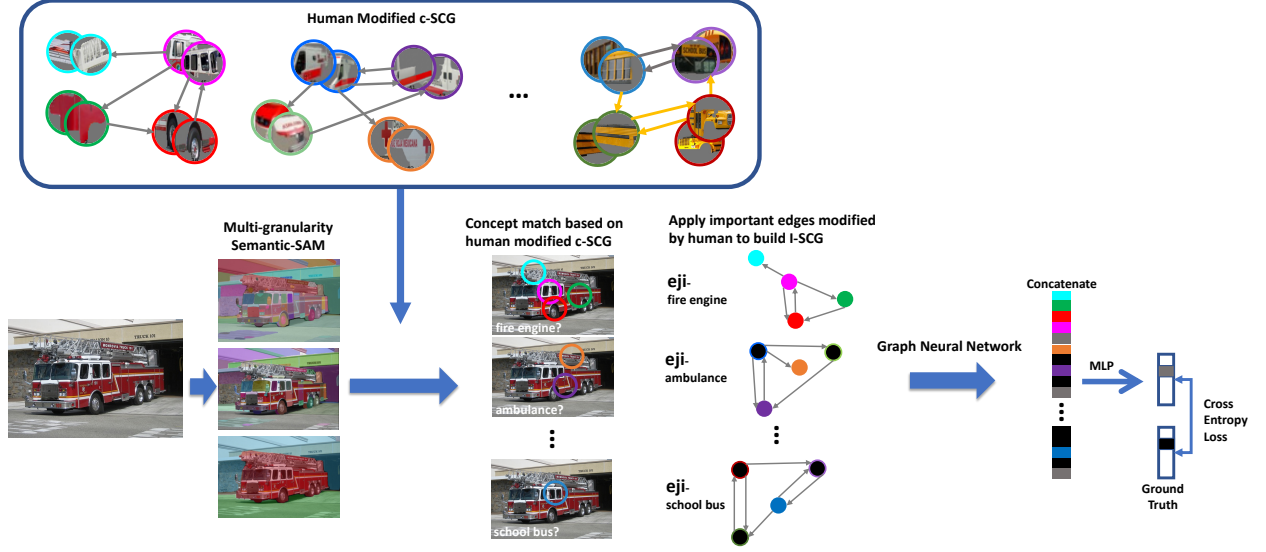 Human Modified c-SCG
SCHOOL BUS
...
Multi-granularity
Semantic-SAM
Concept match based on
human modified c-SCG
Apply important edges modified
by human to build I-SCG
fire engine?
ambulance?
school bus?
eji-
fire engine
eji-
ambulance
eji-
school bus
Graph Neural Network
Concatenate
MLP
Cross
Entropy
Loss
Ground
Truth